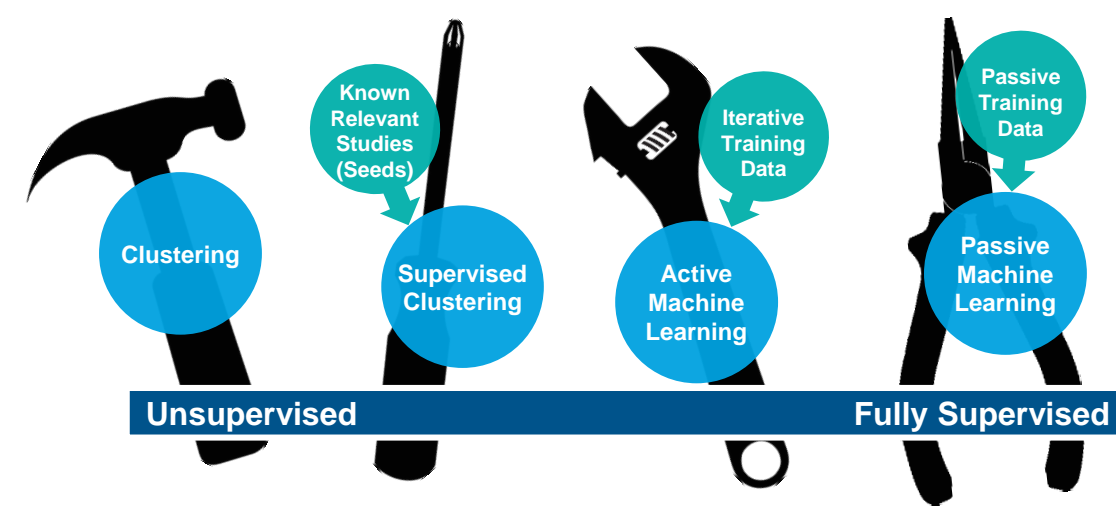 Known
Relevant
Studies
(Seeds)
Iterative
Training
Data
Passive
Training
Data
Clustering
Supervised
Clustering
Active
Machine
Learning
Passive
Machine
Learning
Unsupervised
Fully Supervised